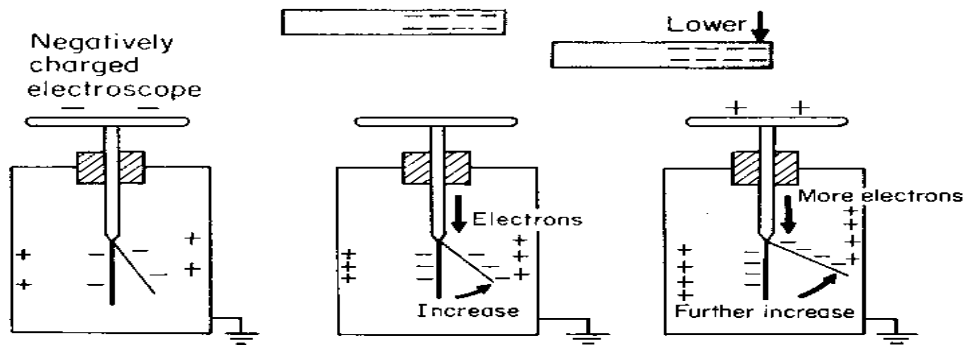 Negatively
charged
electroscope
Lower
Electrons
Increase
More electrons
Further increase